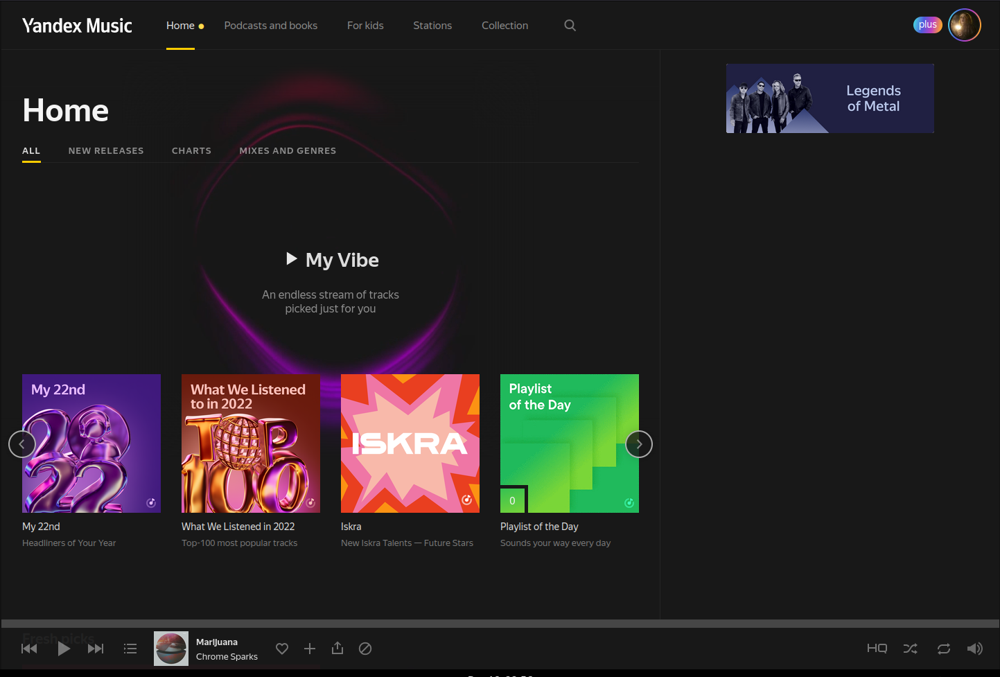 Yandex Music
Home
Podcasts and books
For kids
Stations
Collection
plus
Legends
of Metal
Home
ALL
NEW RELEASES
CHARTS
MIXES AND GENRES
My Vibe
An endless stream of tracks
picked just for you
My 22nd
What We Listened
to in 2022
TOP
100
ISKRA
Playlist
of the Day
2022
0
My 22nd
Headliners of Your Year
What We Listened in 2022
Top-100 most popular tracks
Iskra
New Iskra Talents — Future Stars
Playlist of the Day
Sounds your way every day
Fresh picks
Marijuana
Chrome Sparks
HQ